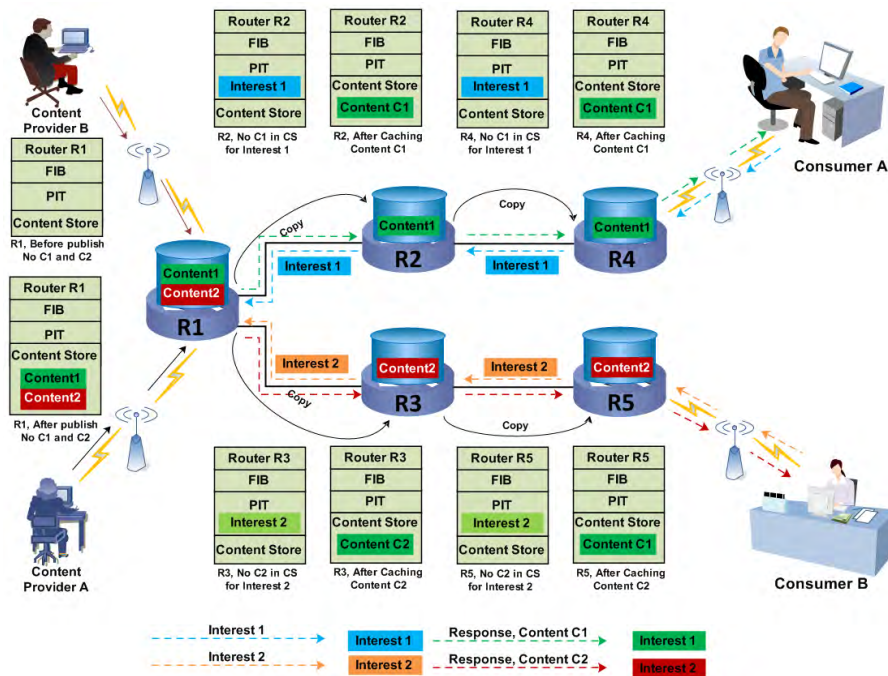 Content
Provider B
Router R1
FIB
PIT
Content Store
R1, Before publish
No C1 and C2
Router R1
FIB
PIT
Content Store
Content1
Content2
R1, After publish
No C1 and C2
Content
Provider A
Router R2
FIB
PIT
Interest 1
Content Store
R2, No C1 in CS
for Interest 1
Router R2
FIB
PIT
Content Store
Content C1
R2, After Caching
Content C1
Router R4
FIB
PIT
Interest 1
Content Store
R4, No C1 in CS
for Interest 1
Router R4
FIB
PIT
Content Store
Content C1
R4, After Caching
Content C1
Consumer A
Content1
Content2
R1
Copy
Interest 1
Content1
R2
Copy
Interest 1
Content1
R4
Interest 2
Copy
Content2
R3
Interest 2
Copy
Content2
R5
Router R3
FIB
PIT
Interest 2
Content Store
R3, No C2 in CS
for Interest 2
Router R3
FIB
PIT
Content Store
Content C2
R3, After Caching
Content C2
Router R5
FIB
PIT
Interest 2
Content Store
R5, No C2 in CS
for Interest 2
Router R5
FIB
PIT
Content Store
Content C1
R5, After Caching
Content C2
Consumer B
Interest 1
Interest 1
Response, Content C1
Interest 1
Interest 2
Interest 2
Response, Content C2
Interest 2